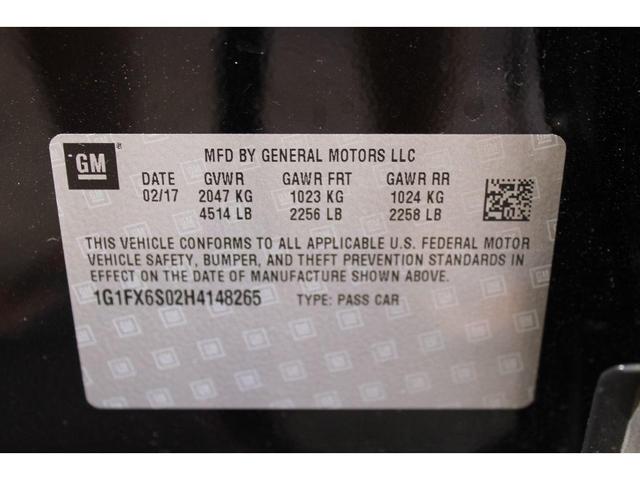 GM MFD BY GENERAL MOTORS LLC
DATE GVWR GAWR FRT GAWR RR
02/17 2047 KG 1023 KG 1024 KG
4514 LB 2256 LB 2258 LB
THIS VEHICLE CONFORMS TO ALL APPLICABLE U.S. FEDERAL MOTOR
VEHICLE SAFETY, BUMPER, AND THEFT PREVENTION STANDARDS IN
EFFECT ON THE DATE OF MANUFACTURE SHOWN ABOVE.
1G1FX6S02H4148265 TYPE: PASS CAR